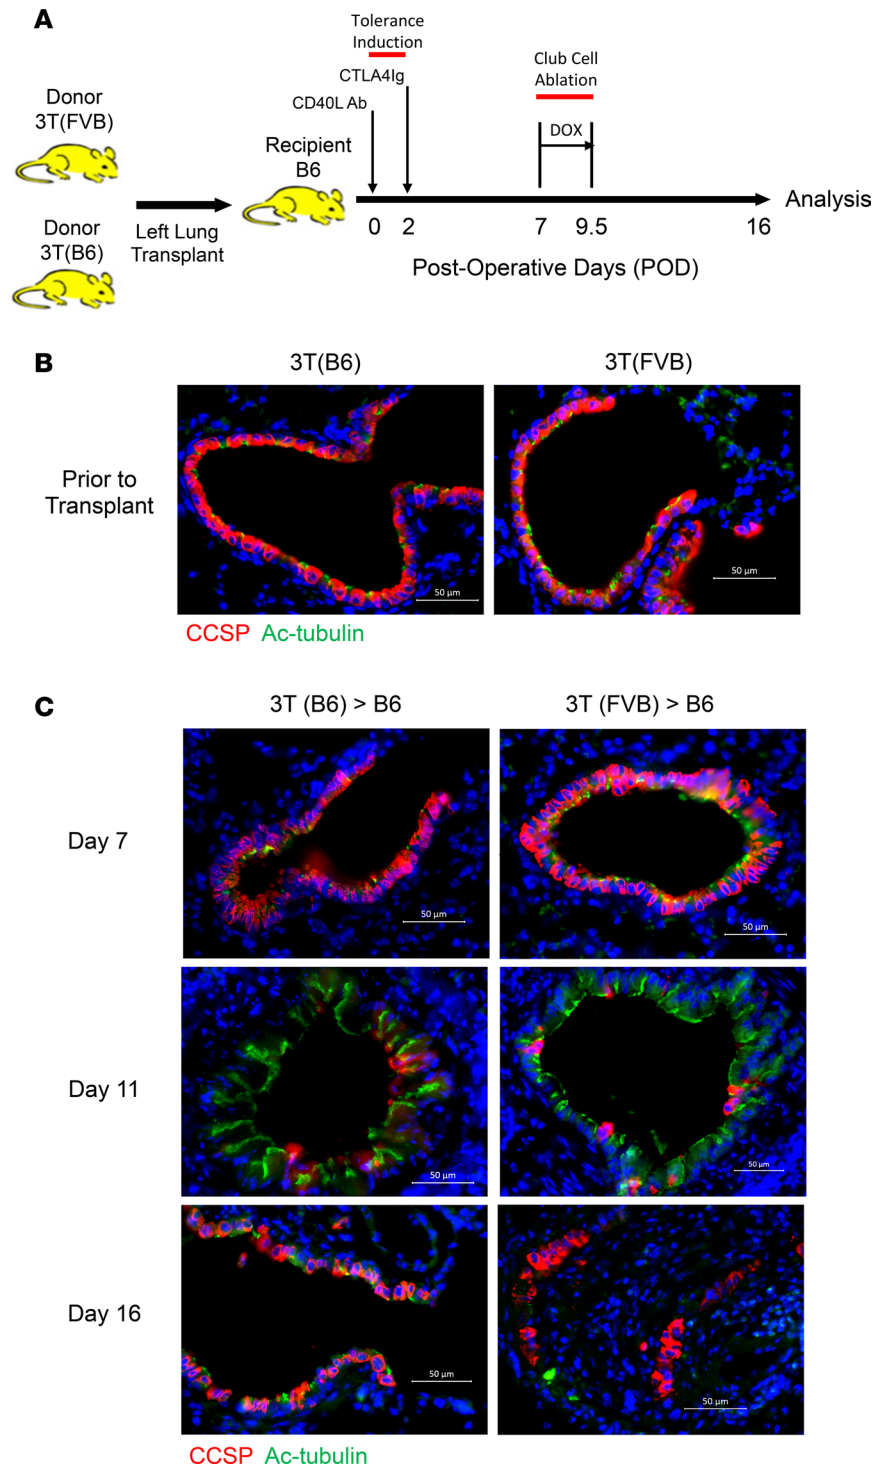 A
Donor
3T(FVB)
Donor
3T(B6)
Left Lung
Transplant
Recipient
B6
Tolerance
Induction
CTLA4Ig
CD40L Ab
Club Cell
Ablation
DOX
Analysis
0 2 7 9.5 16
Post-Operative Days (POD)
B
3T(B6) 3T(FVB)
Prior to
Transplant
50 µm 50 µm
CCSP Ac-tubulin
C
3T (B6) > B6 3T (FVB) > B6
Day 7
50 µm 50 µm
Day 11
50 µm 50 µm
Day 16
50 µm 50 µm
CCSP Ac-tubulin